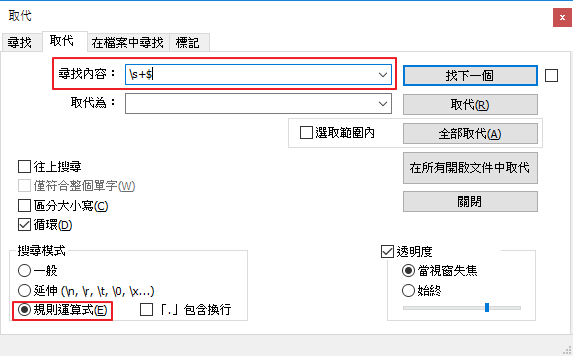 取代
尋找 取代 在檔案中尋找 標記
尋找內容： \s+$ 找下一個
取代為： 取代(R)
選取範圍內 全部取代(A)
在所有開啟文件中取代
關閉
往上搜尋
僅符合整個單字(W)
區分大小寫(C)
循環(D)
搜尋模式
一般
延伸 (\n, \r, \t, \0, \x...)
規則運算式(E) 「.」包含換行
透明度
當視窗失焦
始終